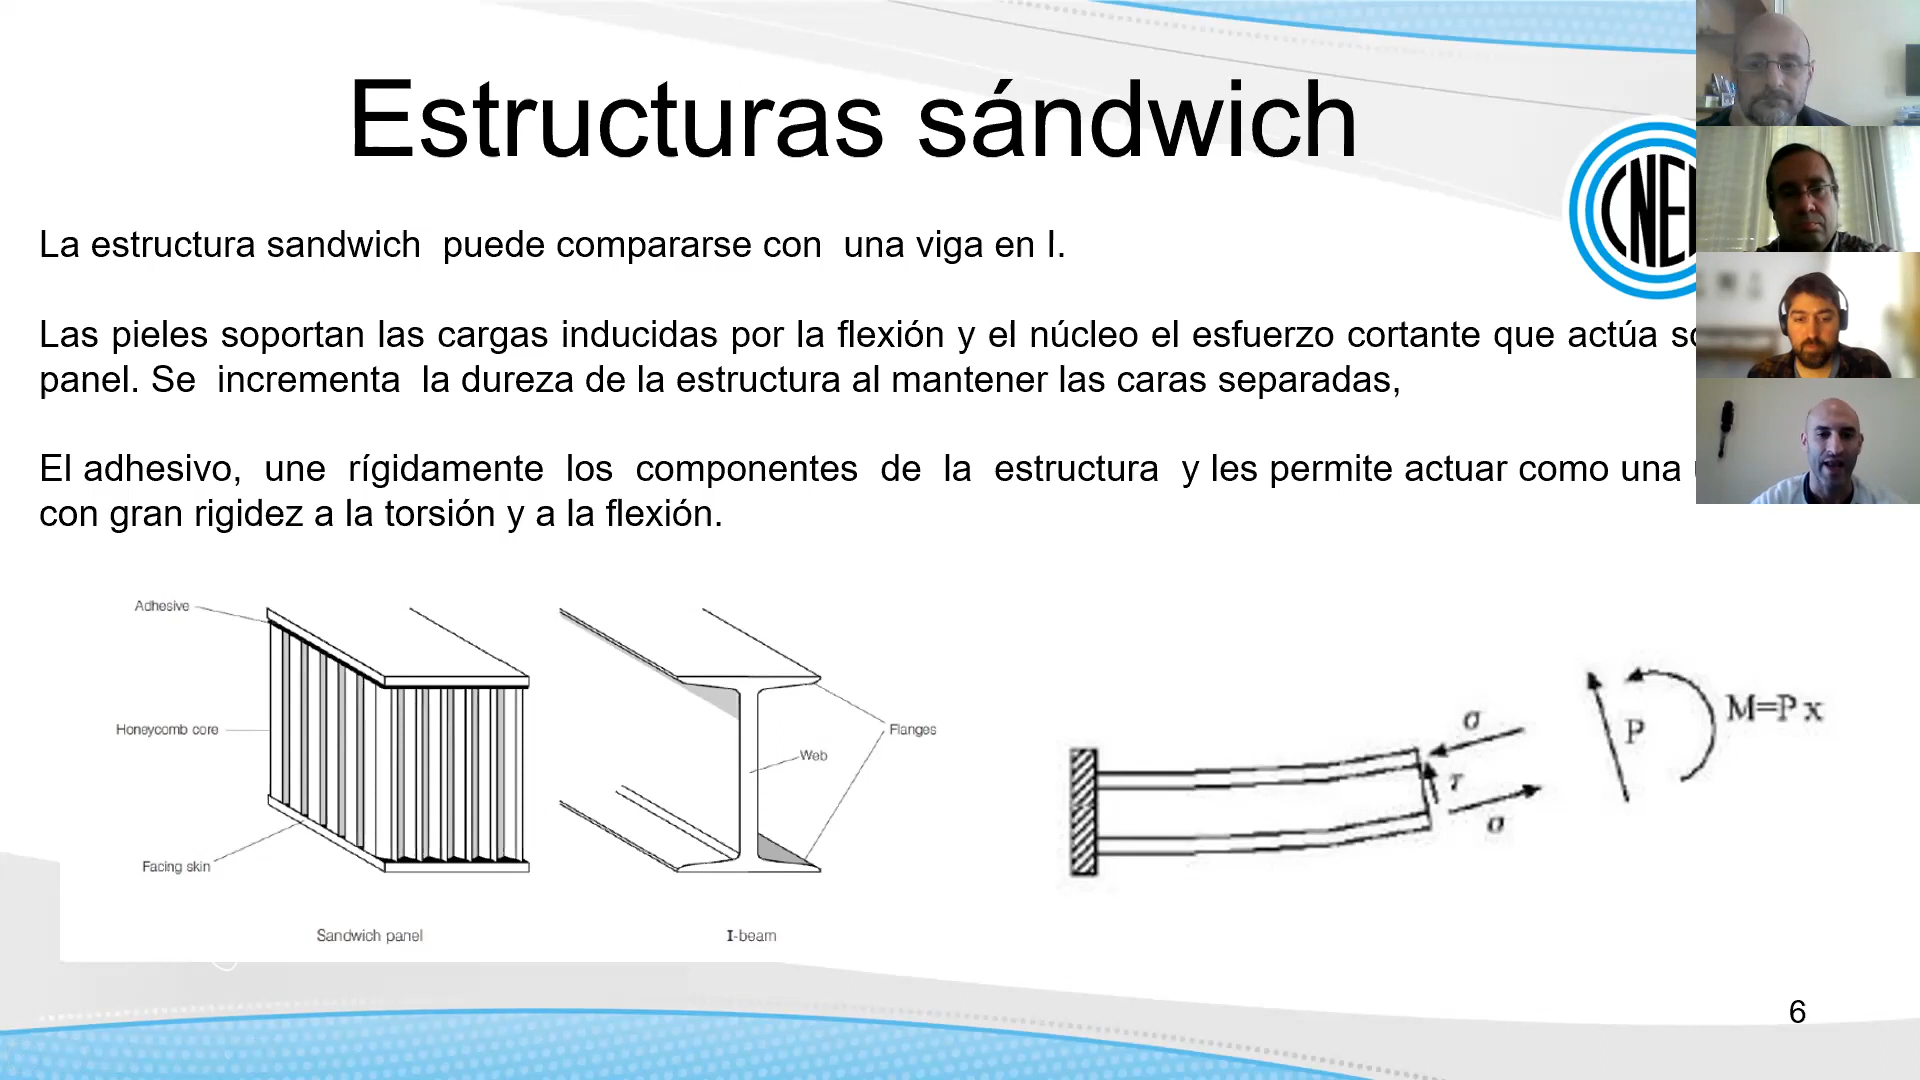 Estructuras sándwich
CNE
La estructura sandwich puede compararse con una viga en I.
Las pieles soportan las cargas inducidas por la flexión y el núcleo el esfuerzo cortante que actúa
panel. Se incrementa la dureza de la estructura al mantener las caras separadas,
El adhesivo, une rígidamente los componentes de la estructura y les permite actuar como una
con gran rigidez a la torsión y a la flexión.
Adhesive
Honeycomb core
Facing skin
Sandwich panel
Flanges
Web
I-beam
σ
τ
σ
P
M=P x
6